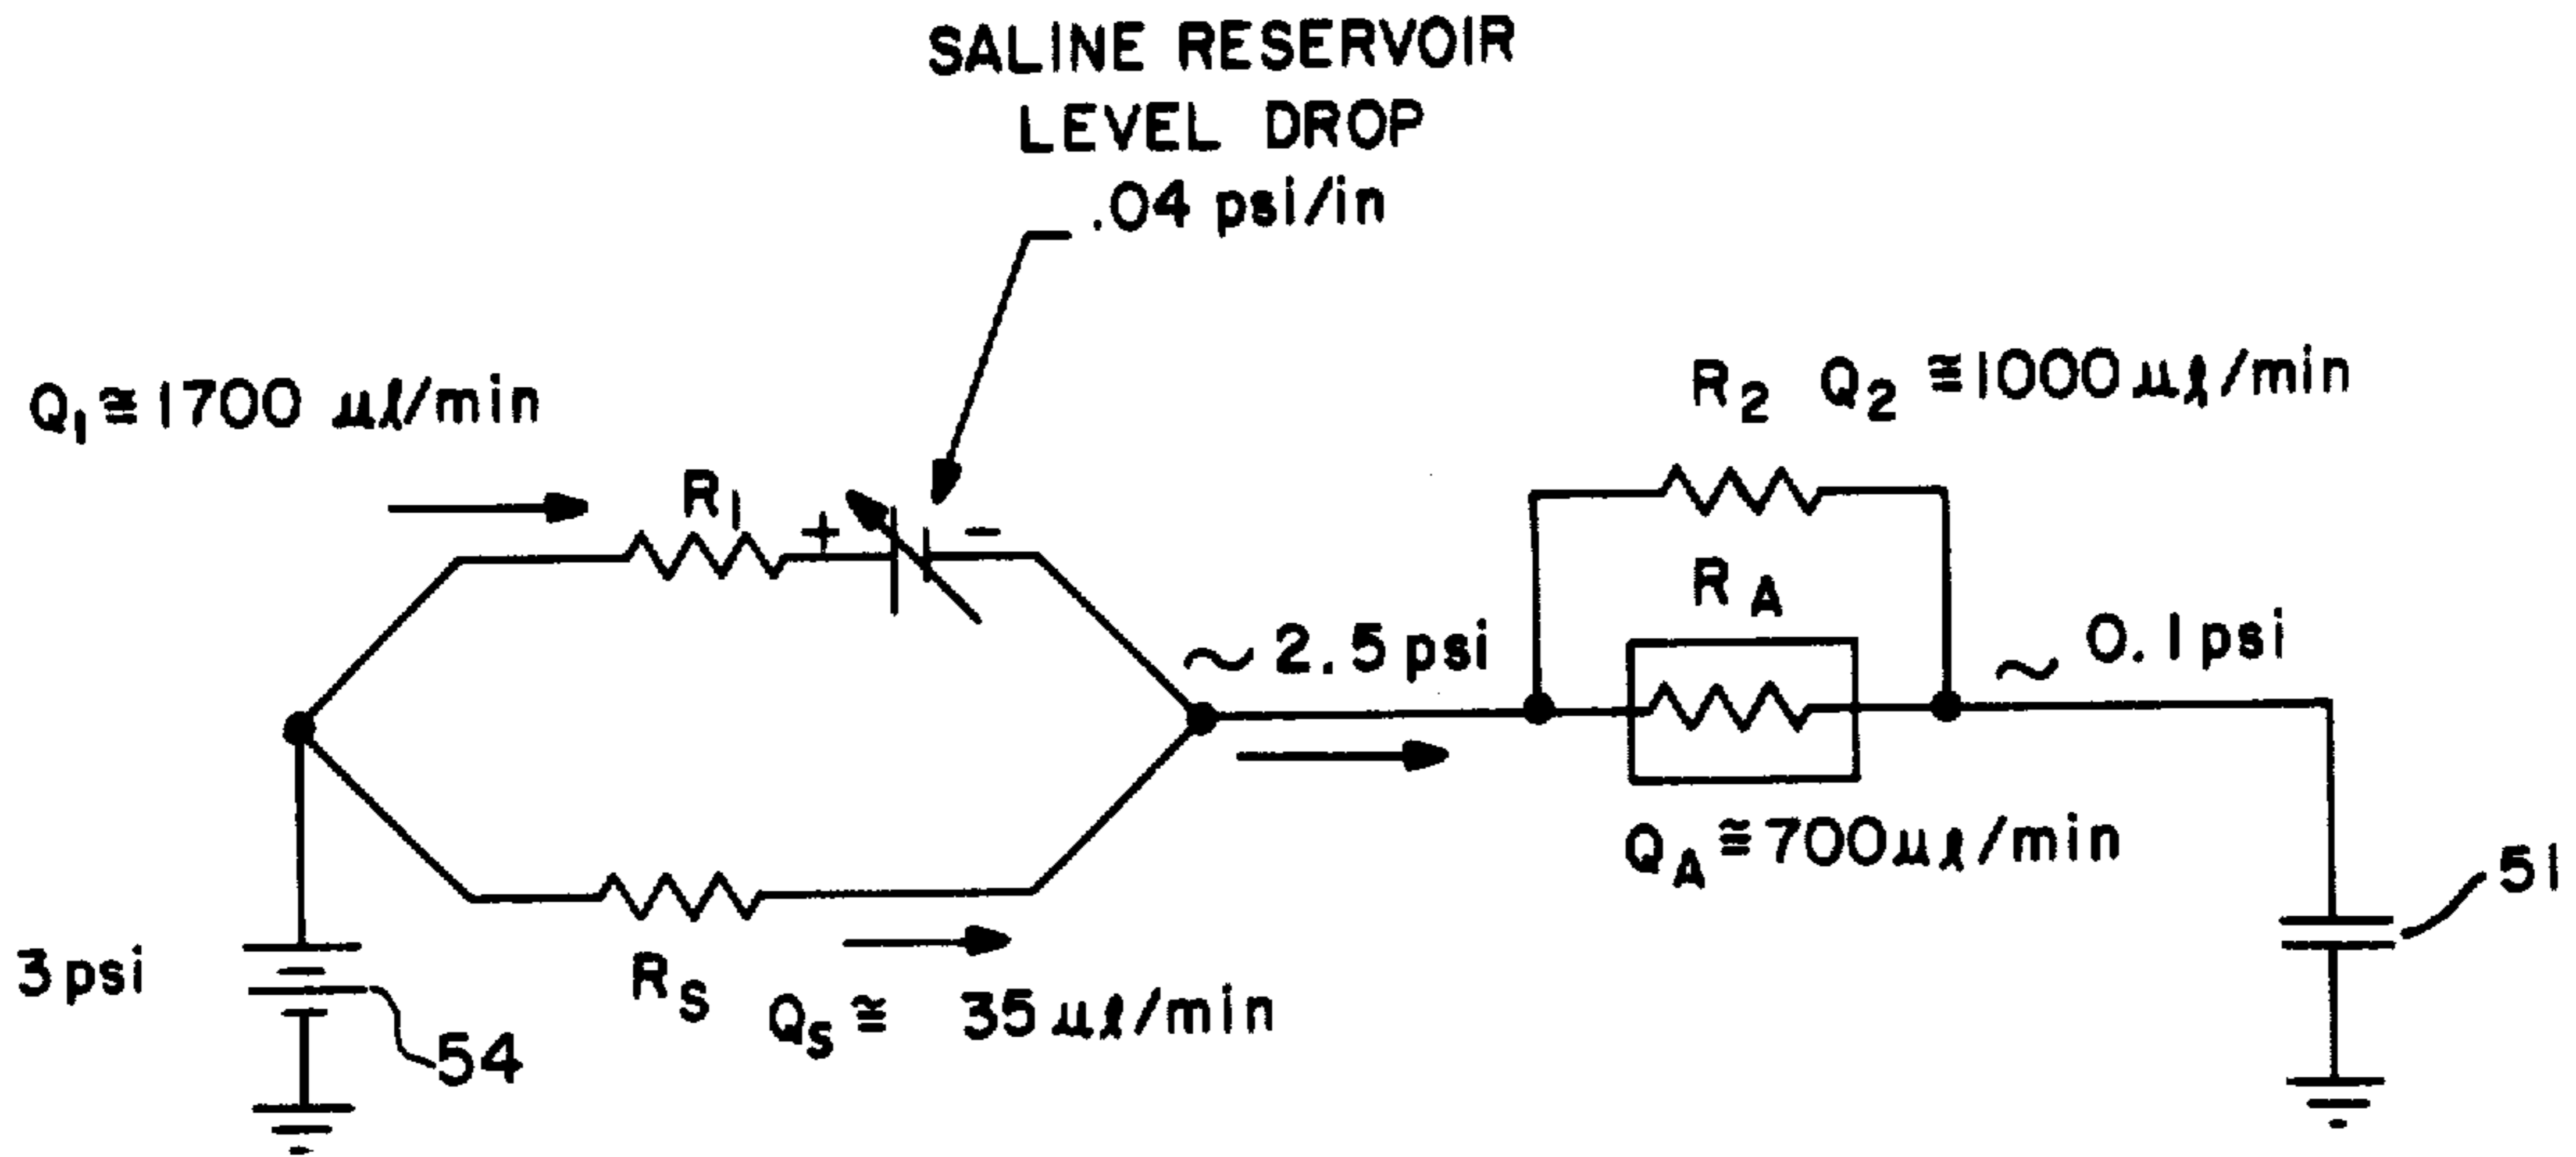 SALINE RESERVOIR
LEVEL DROP
.04 psi/in
Q₁ ≅ 1700 µl/min
R₁
+
-
R₂ Q₂ ≅ 1000 µl/min
R_A
~ 2.5 psi
~ 0.1 psi
Q_A ≅ 700 µl/min
51
3 psi
54
R_S
Q_S ≅ 35 µl/min